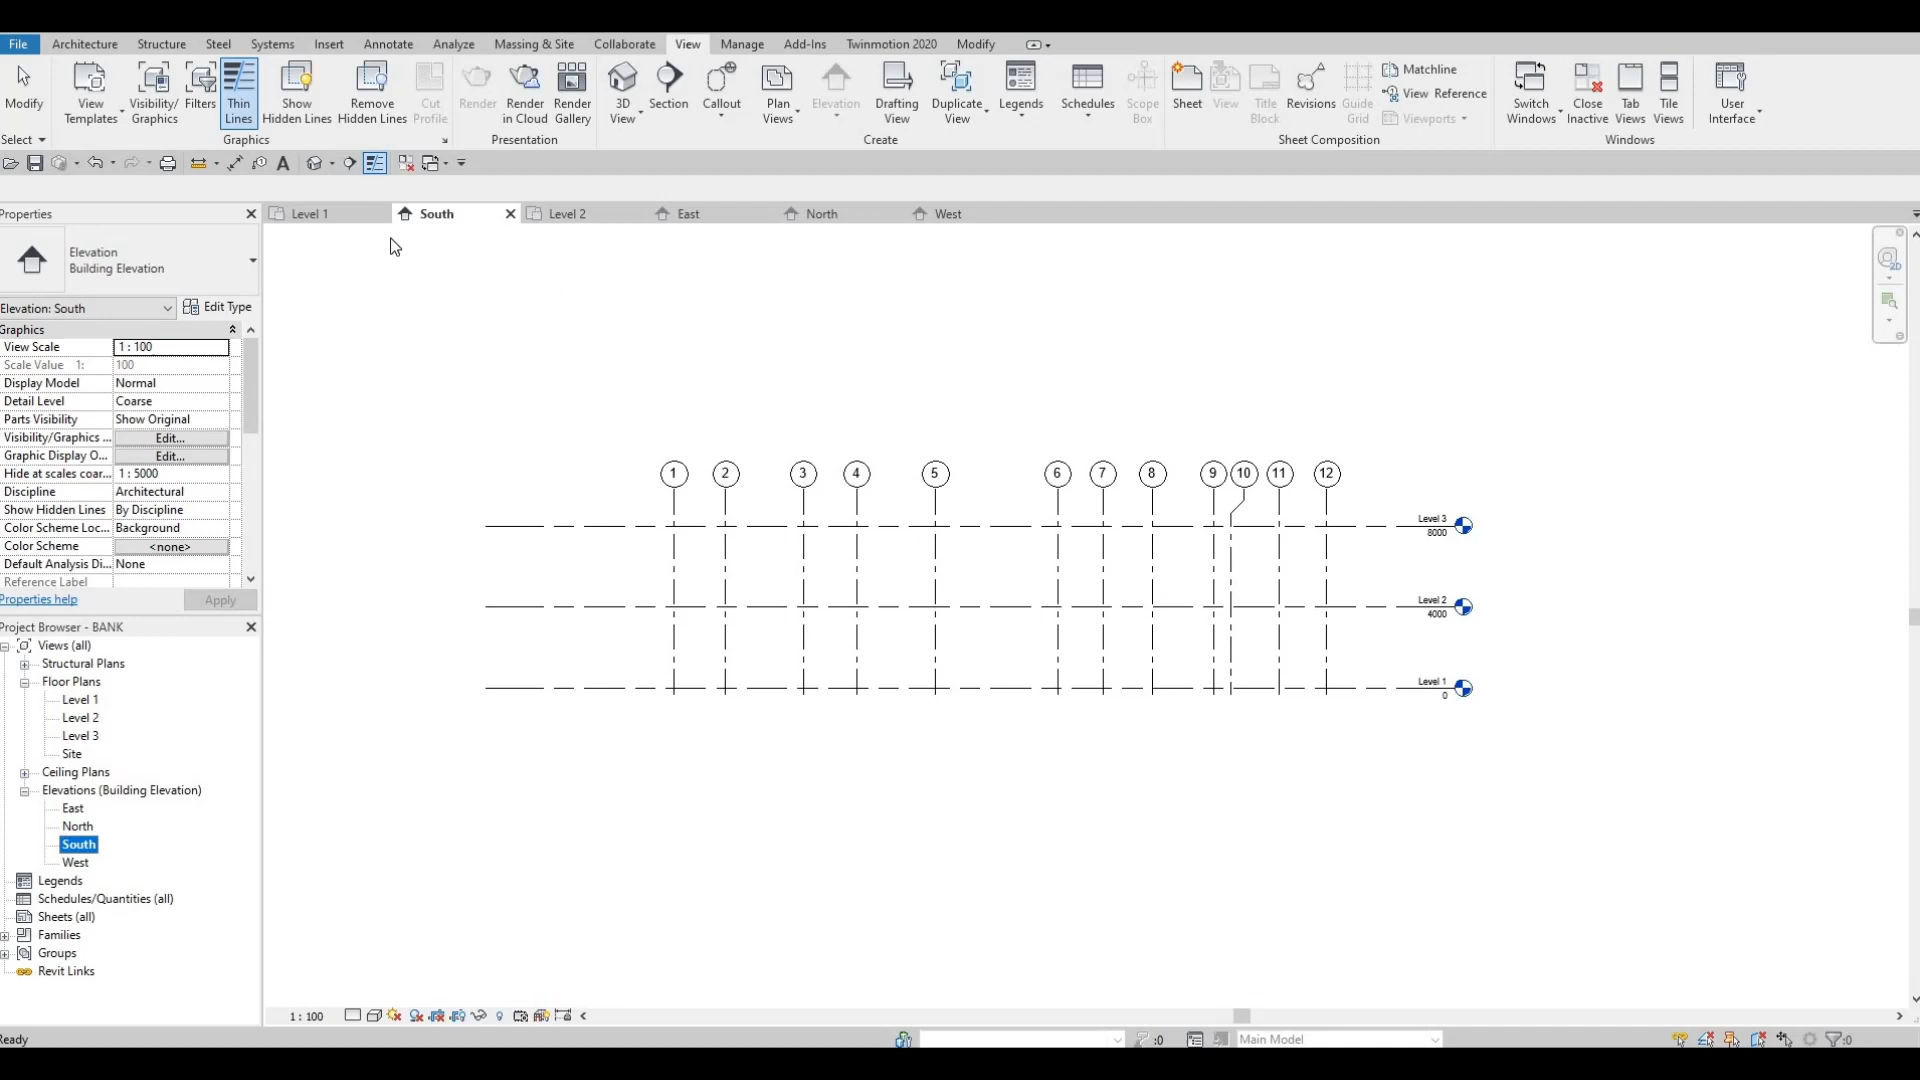 File Architecture Structure Steel Systems Insert Annotate Analyze Massing & Site Collaborate View Manage Add-Ins Twinmotion 2020 Modify
Modify
View Templates
Visibility/ Graphics
Filters
Thin Lines
Show Hidden Lines
Remove Hidden Lines
Cut Profile
Render
Render in Cloud
Render Gallery
3D View
Section
Callout
Plan Views
Elevation
Drafting View
Duplicate View
Legends
Schedules
Scope Box
Sheet
View
Title Block
Revisions
Guide Grid
Matchline
View Reference
Viewports
Switch Windows
Close Inactive
Tab Views
Tile Views
User Interface
Select Graphics Presentation Create Sheet Composition Windows
A
Properties
Level 1 South Level 2 East North West
Elevation
Building Elevation
Elevation: South Edit Type
Graphics
View Scale 1 : 100
Scale Value 1: 100
Display Model Normal
Detail Level Coarse
Parts Visibility Show Original
Visibility/Graphics ... Edit...
Graphic Display O... Edit...
Hide at scales coar... 1 : 5000
Discipline Architectural
Show Hidden Lines By Discipline
Color Scheme Loc... Background
Color Scheme <none>
Default Analysis Di... None
Reference Label
Properties help Apply
Project Browser - BANK
Views (all)
Structural Plans
Floor Plans
Level 1
Level 2
Level 3
Site
Ceiling Plans
Elevations (Building Elevation)
East
North
South
West
Legends
Schedules/Quantities (all)
Sheets (all)
Families
Groups
Revit Links
2D
1 2 3 4 5 6 7 8 9 10 11 12
Level 3
8000
Level 2
4000
Level 1
0
1 : 100
Ready :0 Main Model :0